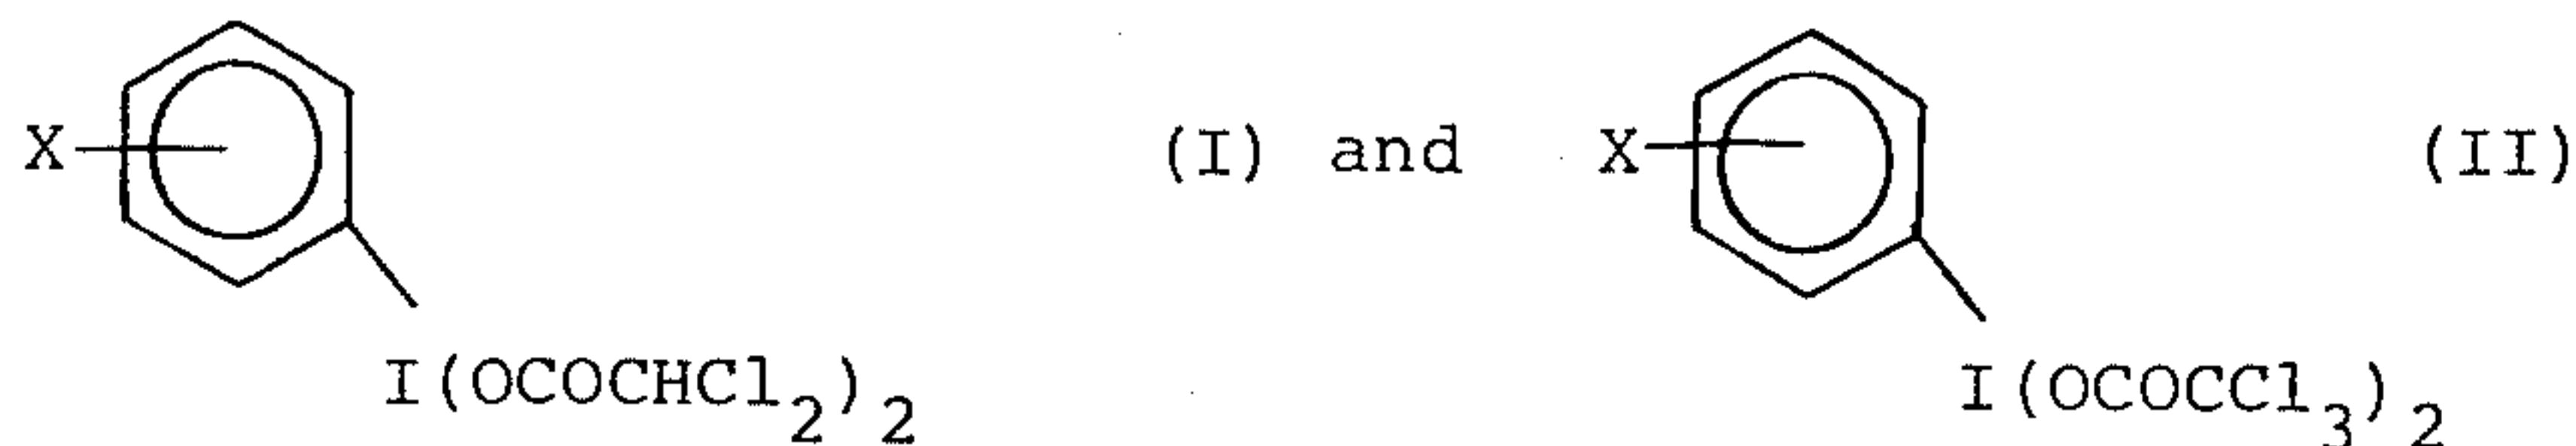 X (I) and X (II)
I(OCOCHCl2)2 I(OCOCCl3)2